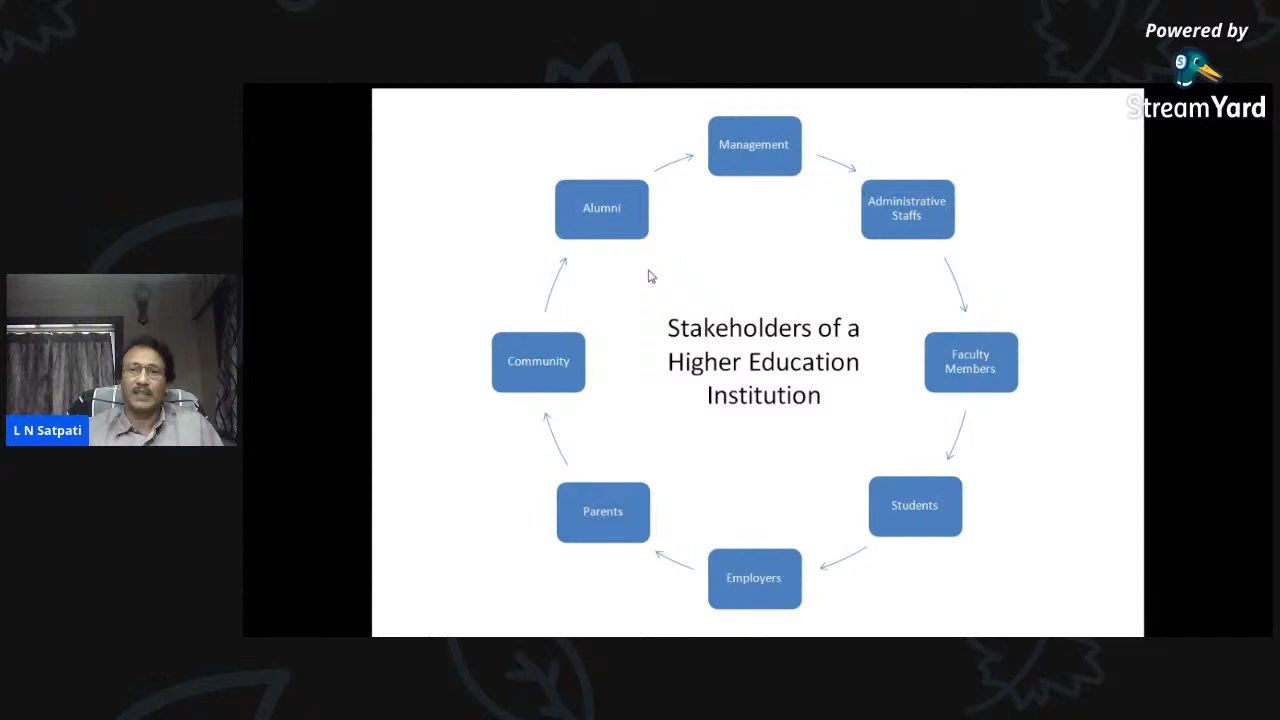 Powered by
StreamYard
Management
Alumni
Administrative
Staffs
Stakeholders of a
Higher Education
Institution
Community
Faculty
Members
L N Satpati
Parents
Students
Employers